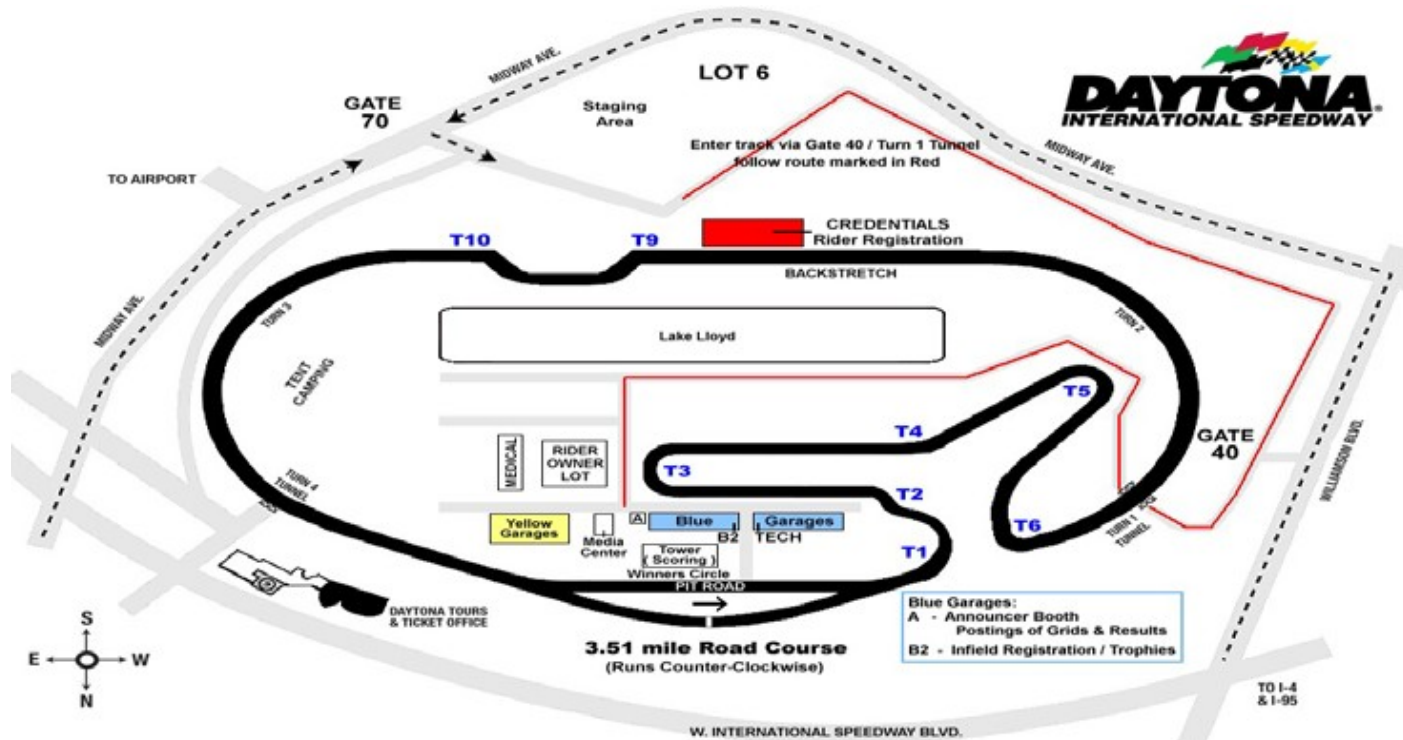 DAYTONA
INTERNATIONAL SPEEDWAY
LOT 6
MIDWAY AVE.
GATE
70
Staging
Area
Enter track via Gate 40 / Turn 1 Tunnel
follow route marked in Red
MIDWAY AVE.
TO AIRPORT
CREDENTIALS
Rider Registration
T10
T9
BACKSTRETCH
MIDWAY AVE.
TURN 3
TURN 2
Lake Lloyd
TENT
CAMPING
T5
T4
GATE
40
WILLIAMSON BLVD.
MEDICAL
RIDER
OWNER
LOT
T3
T2
TURN 4
TUNNEL
Yellow
Garages
Media
Center
A
Blue
Garages
B2
TECH
T1
T6
TURN 1
TUNNEL
Tower
( Scoring )
Winners Circle
PIT ROAD
DAYTONA TOURS
& TICKET OFFICE
Blue Garages:
A - Announcer Booth
Postings of Grids & Results
B2 - Infield Registration / Trophies
3.51 mile Road Course
(Runs Counter-Clockwise)
S
E
W
N
TO I-4
& I-95
W. INTERNATIONAL SPEEDWAY BLVD.